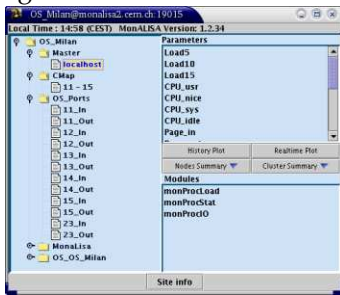 OS_Milan@monalisa2.cern.ch:19015
Local Time : 14:58 (CEST) MonALISA Version: 1.2.34
OS_Milan
Master
localhost
CMap
11 - 15
OS_Ports
11_In
11_Out
12_In
12_Out
13_In
13_Out
14_In
14_Out
15_In
15_Out
23_In
23_Out
MonaLisa
OS_OS_Milan
Parameters
Load5
Load10
Load15
CPU_usr
CPU_nice
CPU_sys
CPU_idle
Page_in
History Plot Realtime Plot
Nodes Summary Cluster Summary
Modules
monProcLoad
monProcStat
monProcIO
Site info